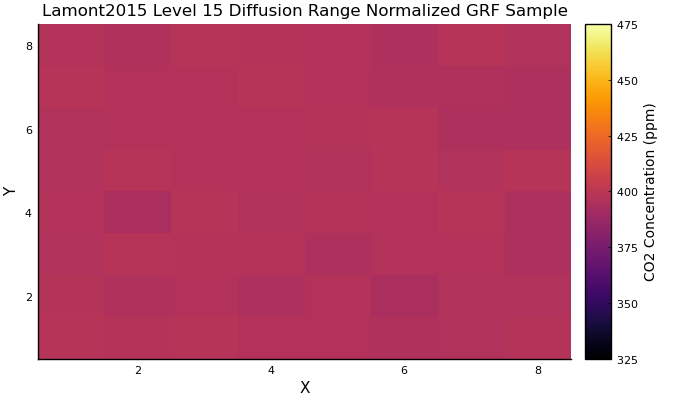 Lamont2015 Level 15 Diffusion Range Normalized GRF Sample
8
6
4
2
Y
2 4 6 8
X
475
450
425
400
375
350
325
CO2 Concentration (ppm)